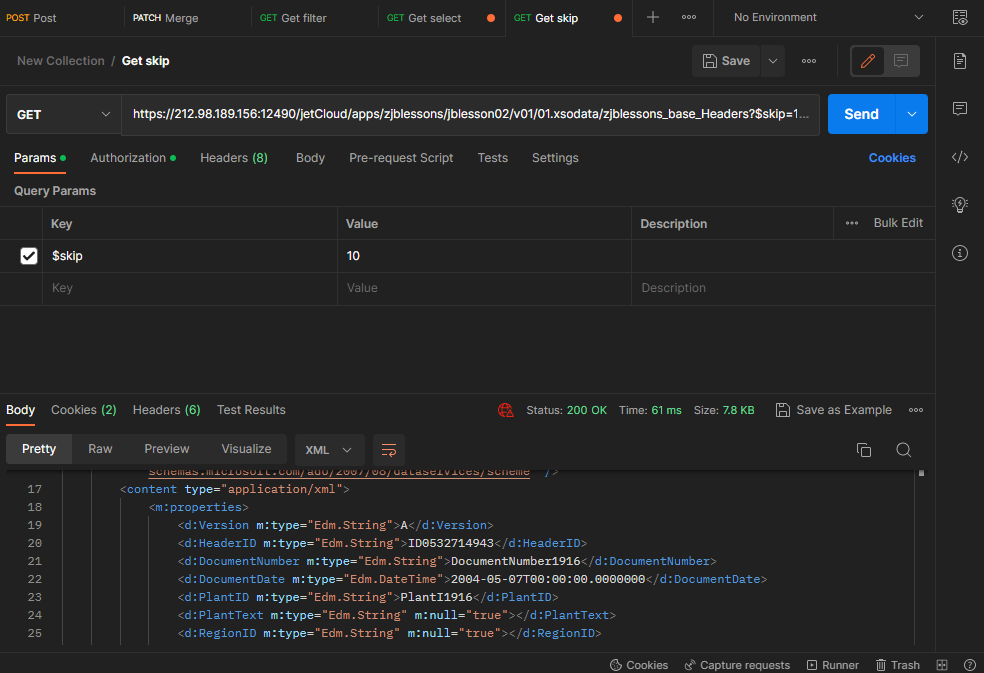 POST Post PATCH Merge GET Get filter GET Get select GET Get skip No Environment
New Collection / Get skip Save
GET https://212.98.189.156:12490/jetCloud/apps/zjblessons/jblesson02/v01/01.xsodata/zjblessons_base_Headers?$skip=1... Send
Params Authorization Headers (8) Body Pre-request Script Tests Settings Cookies
Query Params
Key Value Description Bulk Edit
$skip 10
Key Value Description
Body Cookies (2) Headers (6) Test Results Status: 200 OK Time: 61 ms Size: 7.8 KB Save as Example
Pretty Raw Preview Visualize XML
schemas.microsoft.com/ado/2007/08/dataservices/scheme" />
17 <content type="application/xml">
18 <m:properties>
19 <d:Version m:type="Edm.String">A</d:Version>
20 <d:HeaderID m:type="Edm.String">ID0532714943</d:HeaderID>
21 <d:DocumentNumber m:type="Edm.String">DocumentNumber1916</d:DocumentNumber>
22 <d:DocumentDate m:type="Edm.DateTime">2004-05-07T00:00:00.0000000</d:DocumentDate>
23 <d:PlantID m:type="Edm.String">PlantI1916</d:PlantID>
24 <d:PlantText m:type="Edm.String" m:null="true"></d:PlantText>
25 <d:RegionID m:type="Edm.String" m:null="true"></d:RegionID>
Cookies Capture requests Runner Trash